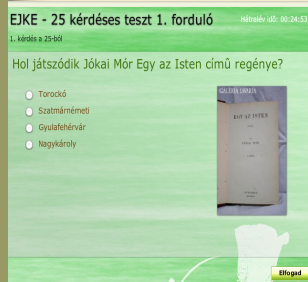 EJKE - 25 kérdéses teszt 1. forduló
Hátralév idő: 00:24:53
1. kérdés a 25-ból
Hol játszódik Jókai Mór Egy az Isten című regénye?
Torockó
Szatmárnémeti
Gyulafehérvár
Nagykároly
EGY AZ ISTEN
Elfogad